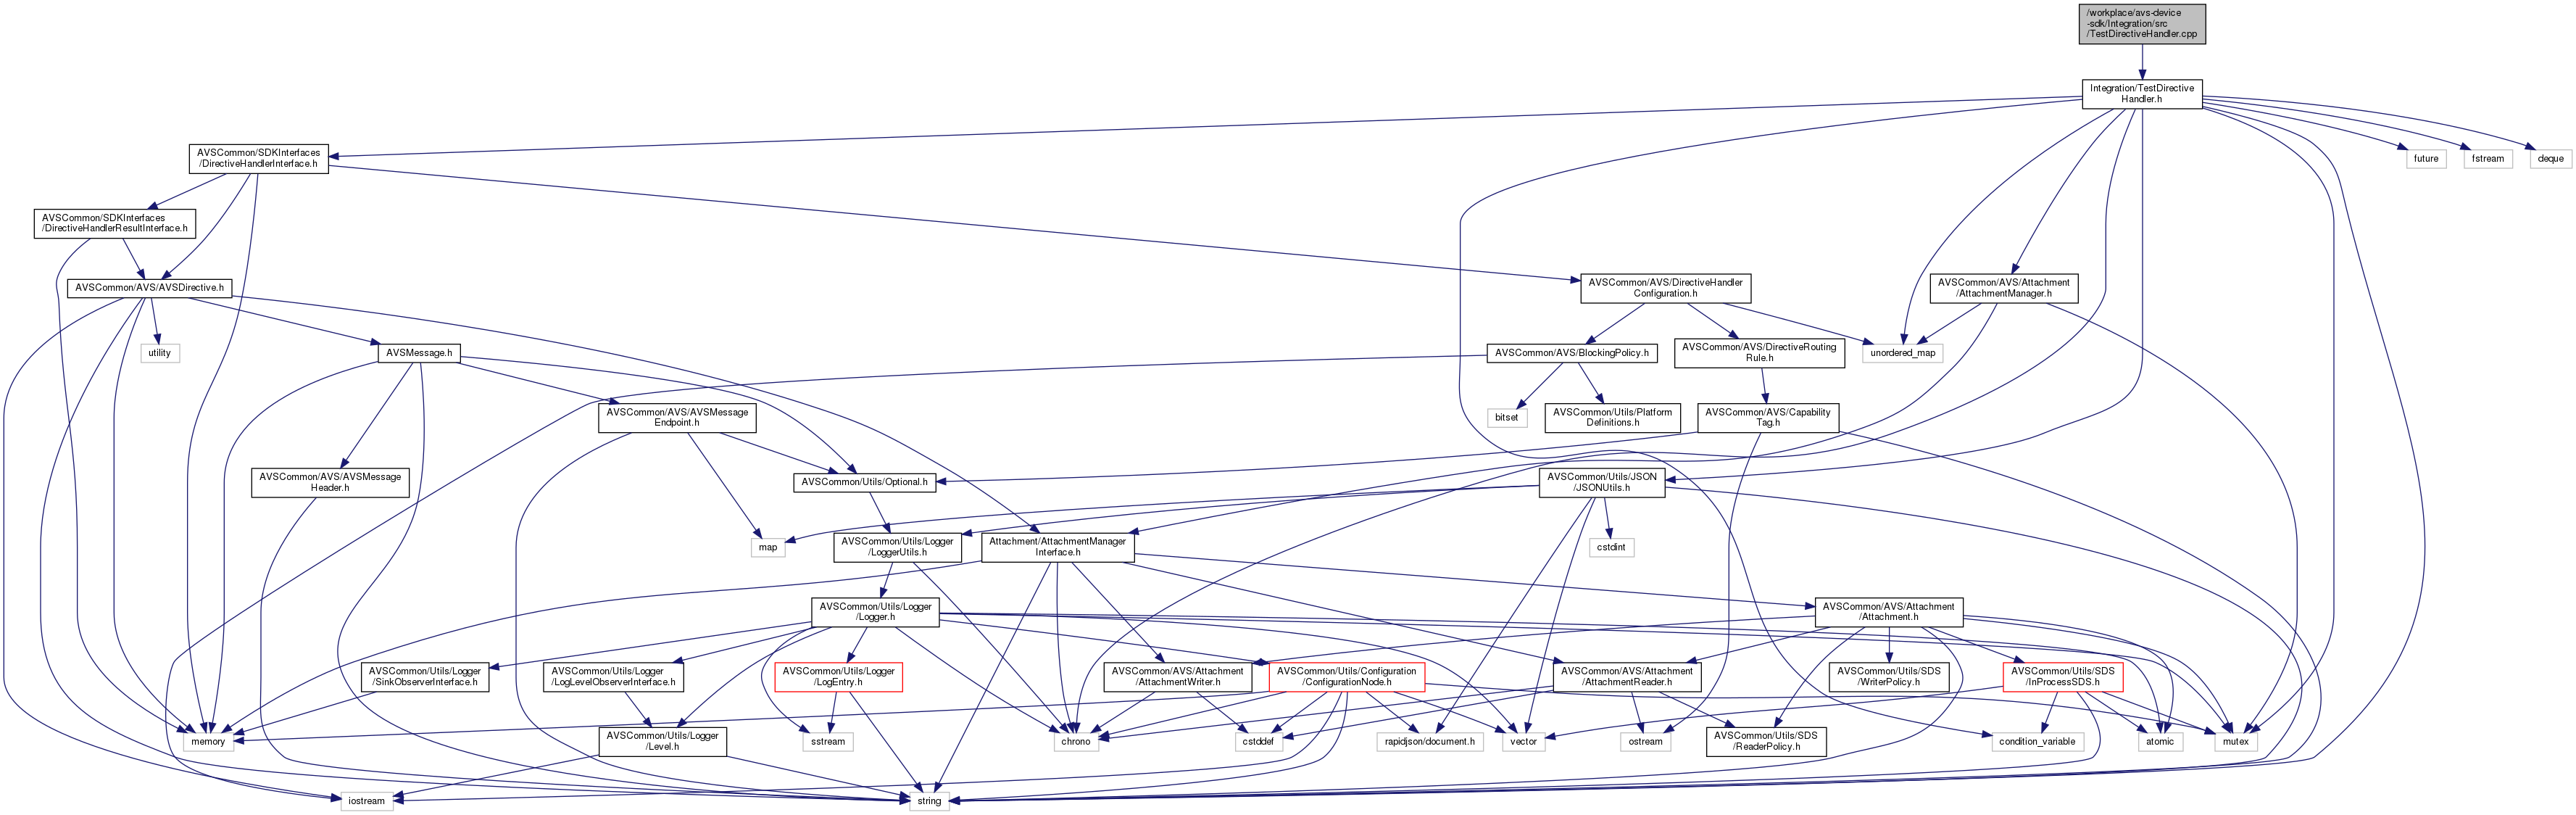 /workplace/avs-device
-sdk/Integration/src
/TestDirectiveHandler.cpp
Integration/TestDirective
Handler.h
AVSCommon/SDKInterfaces
/DirectiveHandlerInterface.h
future
fstream
deque
AVSCommon/SDKInterfaces
/DirectiveHandlerResultInterface.h
AVSCommon/AVS/AVSDirective.h
AVSCommon/AVS/DirectiveHandler
Configuration.h
AVSCommon/AVS/Attachment
/AttachmentManager.h
utility
AVSMessage.h
AVSCommon/AVS/BlockingPolicy.h
AVSCommon/AVS/DirectiveRouting
Rule.h
unordered_map
AVSCommon/AVS/AVSMessage
Endpoint.h
bitset
AVSCommon/Utils/Platform
Definitions.h
AVSCommon/AVS/Capability
Tag.h
AVSCommon/AVS/AVSMessage
Header.h
AVSCommon/Utils/Optional.h
AVSCommon/Utils/JSON
/JSONUtils.h
map
AVSCommon/Utils/Logger
/LoggerUtils.h
Attachment/AttachmentManager
Interface.h
cstdint
AVSCommon/Utils/Logger
/Logger.h
AVSCommon/AVS/Attachment
/Attachment.h
AVSCommon/Utils/Logger
/SinkObserverInterface.h
AVSCommon/Utils/Logger
/LogLevelObserverInterface.h
AVSCommon/Utils/Logger
/LogEntry.h
AVSCommon/AVS/Attachment
/AttachmentWriter.h
AVSCommon/Utils/Configuration
/ConfigurationNode.h
AVSCommon/AVS/Attachment
/AttachmentReader.h
AVSCommon/Utils/SDS
/WriterPolicy.h
AVSCommon/Utils/SDS
/InProcessSDS.h
memory
AVSCommon/Utils/Logger
/Level.h
sstream
chrono
cstddef
rapidjson/document.h
vector
ostream
AVSCommon/Utils/SDS
/ReaderPolicy.h
condition_variable
atomic
mutex
iostream
string